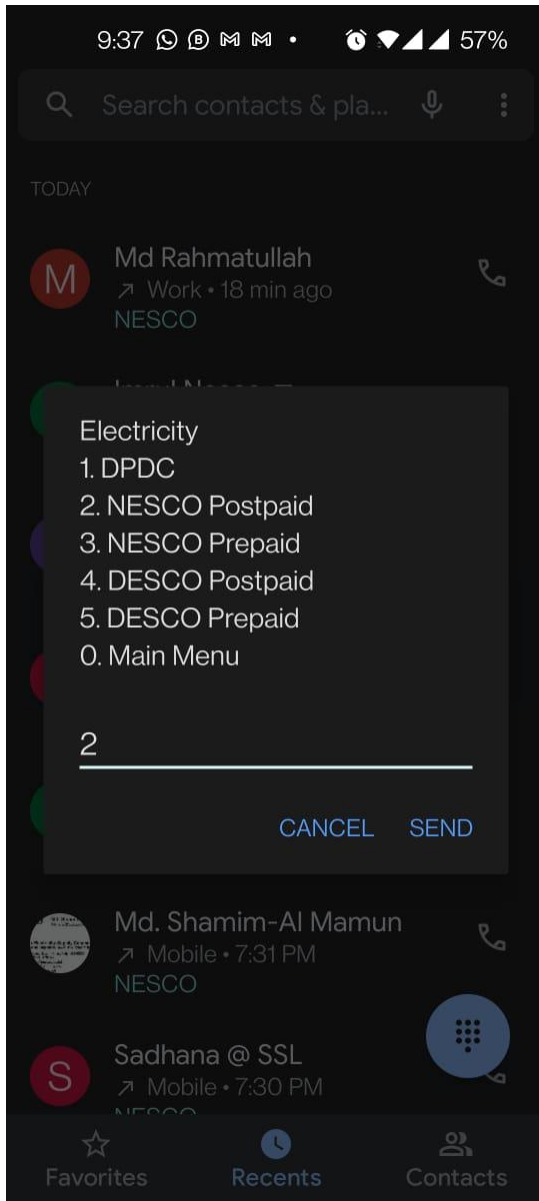 9:37
57%
Search contacts & pla...
TODAY
M
Md Rahmatullah
Work • 18 min ago
NESCO
Electricity
1. DPDC
2. NESCO Postpaid
3. NESCO Prepaid
4. DESCO Postpaid
5. DESCO Prepaid
0. Main Menu
2
CANCEL SEND
Md. Shamim-Al Mamun
Mobile • 7:31 PM
NESCO
S
Sadhana @ SSL
Mobile • 7:30 PM
NESCO
Favorites Recents Contacts